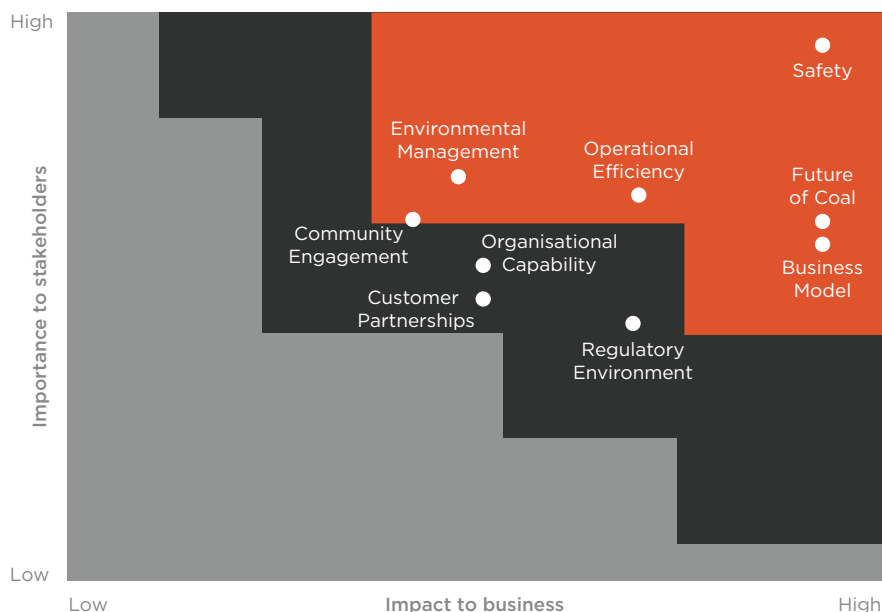 High
Safety
Environmental
Management
Operational
Efficiency
Future
of Coal
Community
Engagement
Organisational
Capability
Business
Model
Customer
Partnerships
Regulatory
Environment
Importance to stakeholders
Low
Low
Impact to business
High